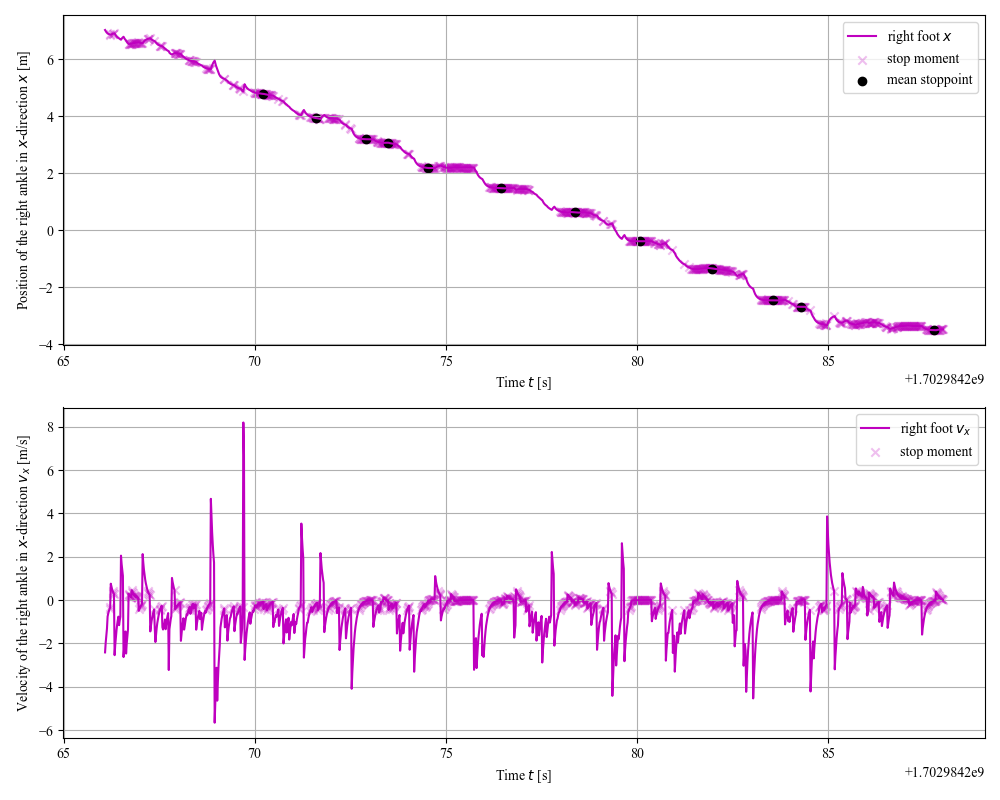 Position of the right ankle in x-direction x [m]
6
4
2
0
−2
−4
right foot x
stop moment
mean stoppoint
65 70 75 80 85
Time t [s]
+1.7029842e9
Velocity of the right ankle in x-direction vx [m/s]
8
6
4
2
0
−2
−4
−6
right foot vx
stop moment
65 70 75 80 85
Time t [s]
+1.7029842e9